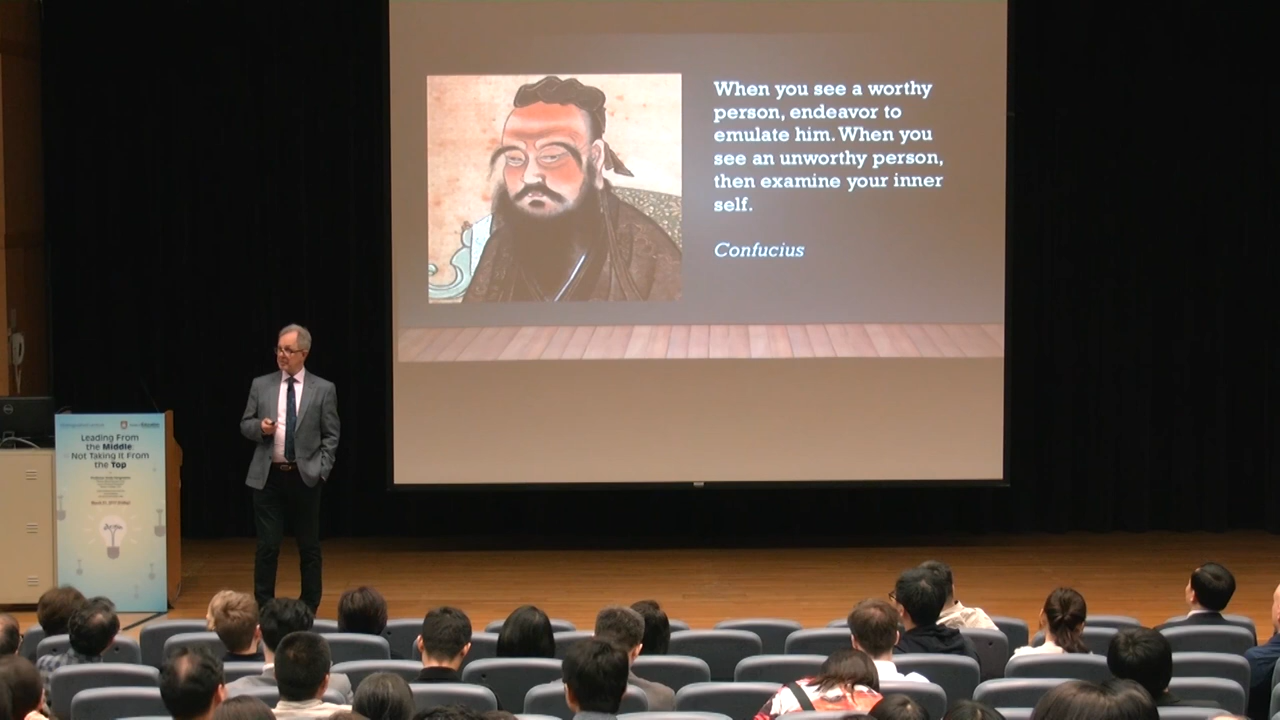 When you see a worthy
person, endeavor to
emulate him. When you
see an unworthy person,
then examine your inner
self.
Confucius
Leading From
the Middle:
Not Taking It From
the Top